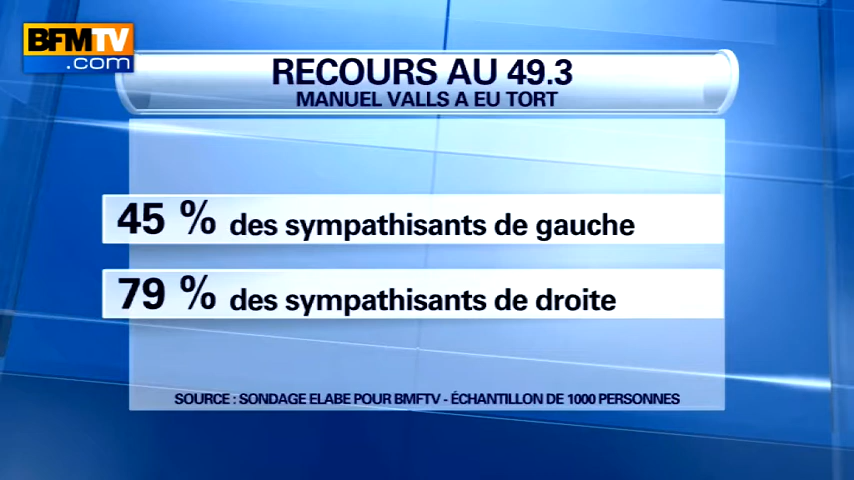 BFMTV
.com
RECOURS AU 49.3
MANUEL VALLS A EU TORT
45 % des sympathisants de gauche
79 % des sympathisants de droite
SOURCE : SONDAGE ELABE POUR BMFTV - ÉCHANTILLON DE 1000 PERSONNES